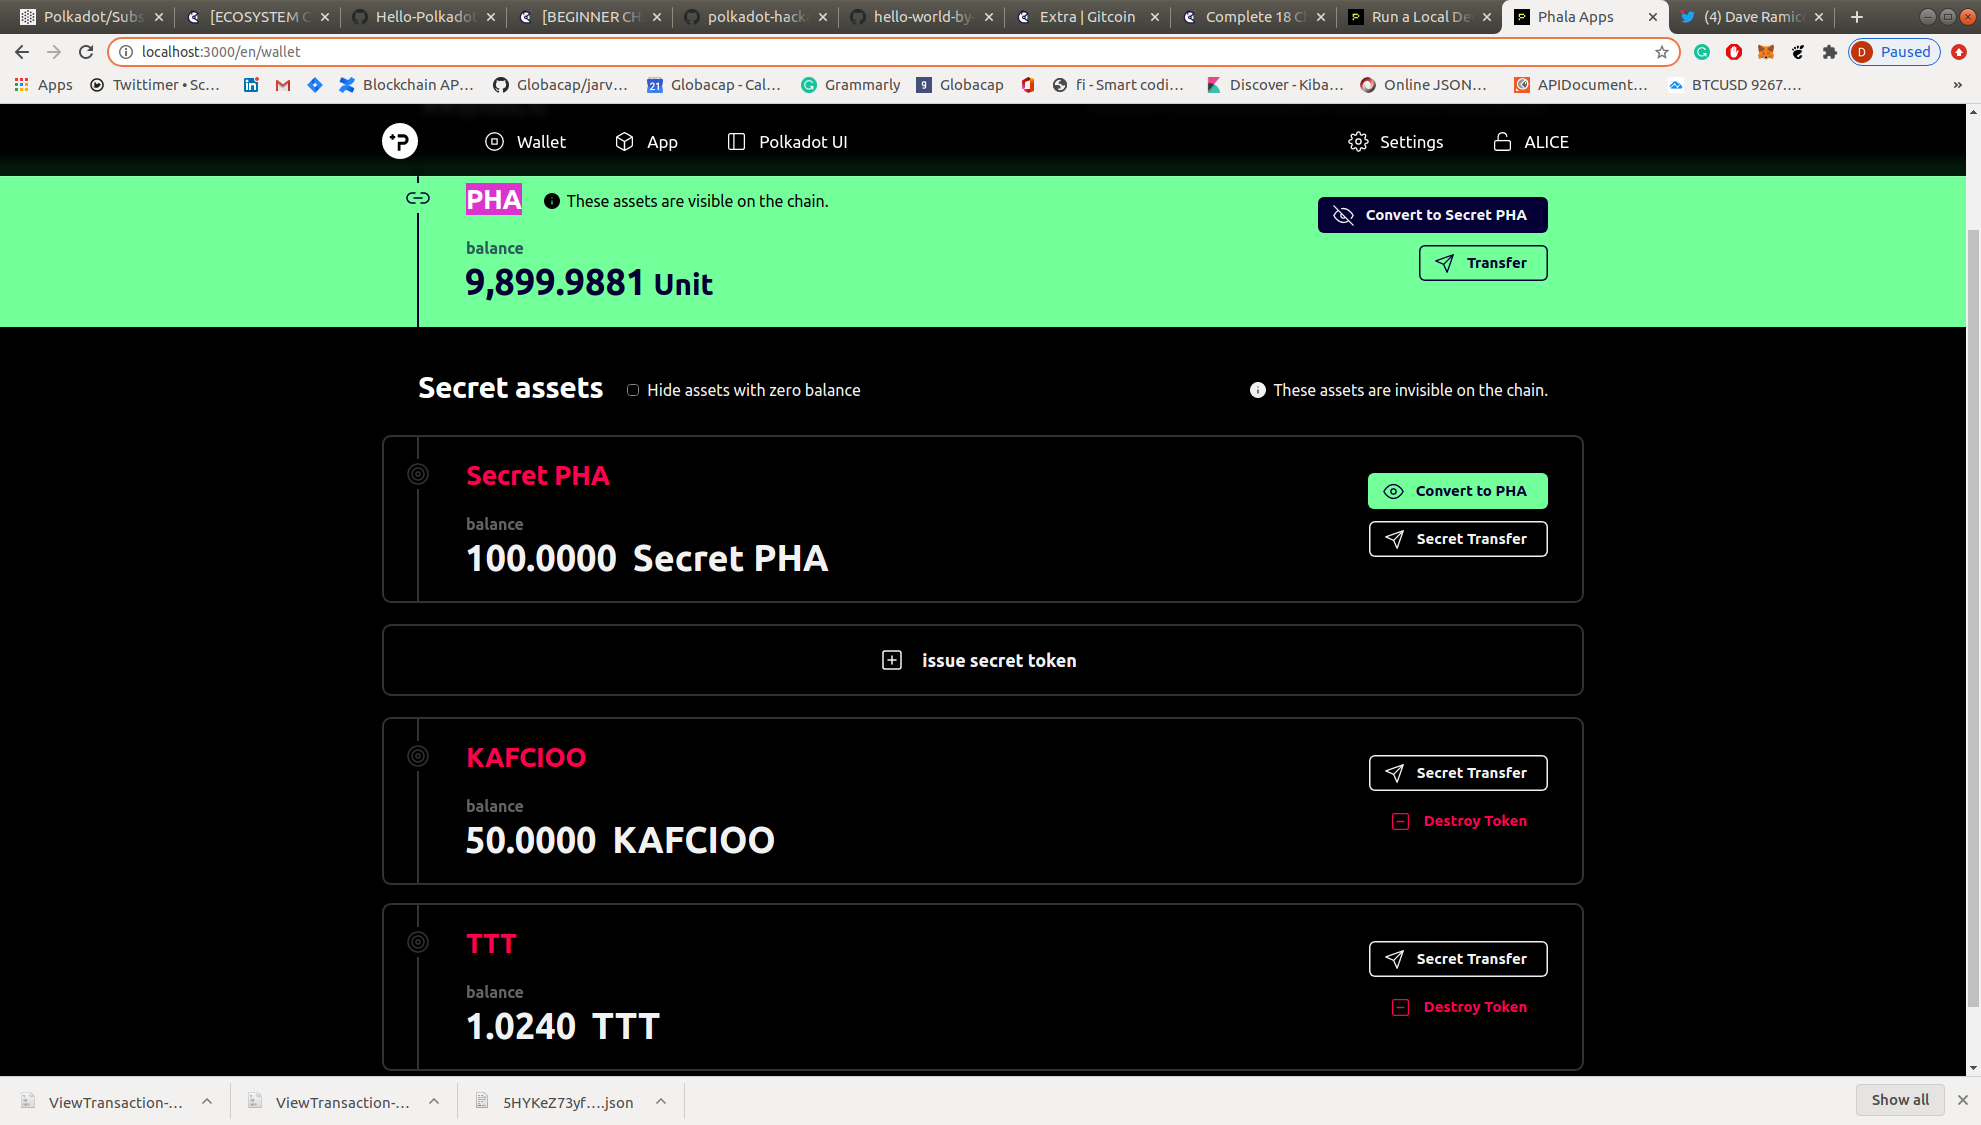 Polkadot/Subs
[ECOSYSTEM C
Hello-Polkadot
[BEGINNER CH
polkadot-hacka
hello-world-by-
Extra | Gitcoin
Complete 18 Ch
Run a Local De
Phala Apps
(4) Dave Ramico
localhost:3000/en/wallet
D Paused
Apps
Twittimer • Sc...
Blockchain AP...
Globacap/jarv...
Globacap - Cal...
Grammarly
Globacap
fi - Smart codi...
Discover - Kiba...
Online JSON...
APIDocument...
BTCUSD 9267....
»
Wallet
App
Polkadot UI
Settings
ALICE
PHA
These assets are visible on the chain.
Convert to Secret PHA
balance
Transfer
9,899.9881 Unit
Secret assets
Hide assets with zero balance
These assets are invisible on the chain.
Secret PHA
Convert to PHA
balance
Secret Transfer
100.0000 Secret PHA
issue secret token
KAFCIOO
Secret Transfer
balance
Destroy Token
50.0000 KAFCIOO
TTT
Secret Transfer
balance
Destroy Token
1.0240 TTT
ViewTransaction-...
ViewTransaction-...
5HYKeZ73yf....json
Show all